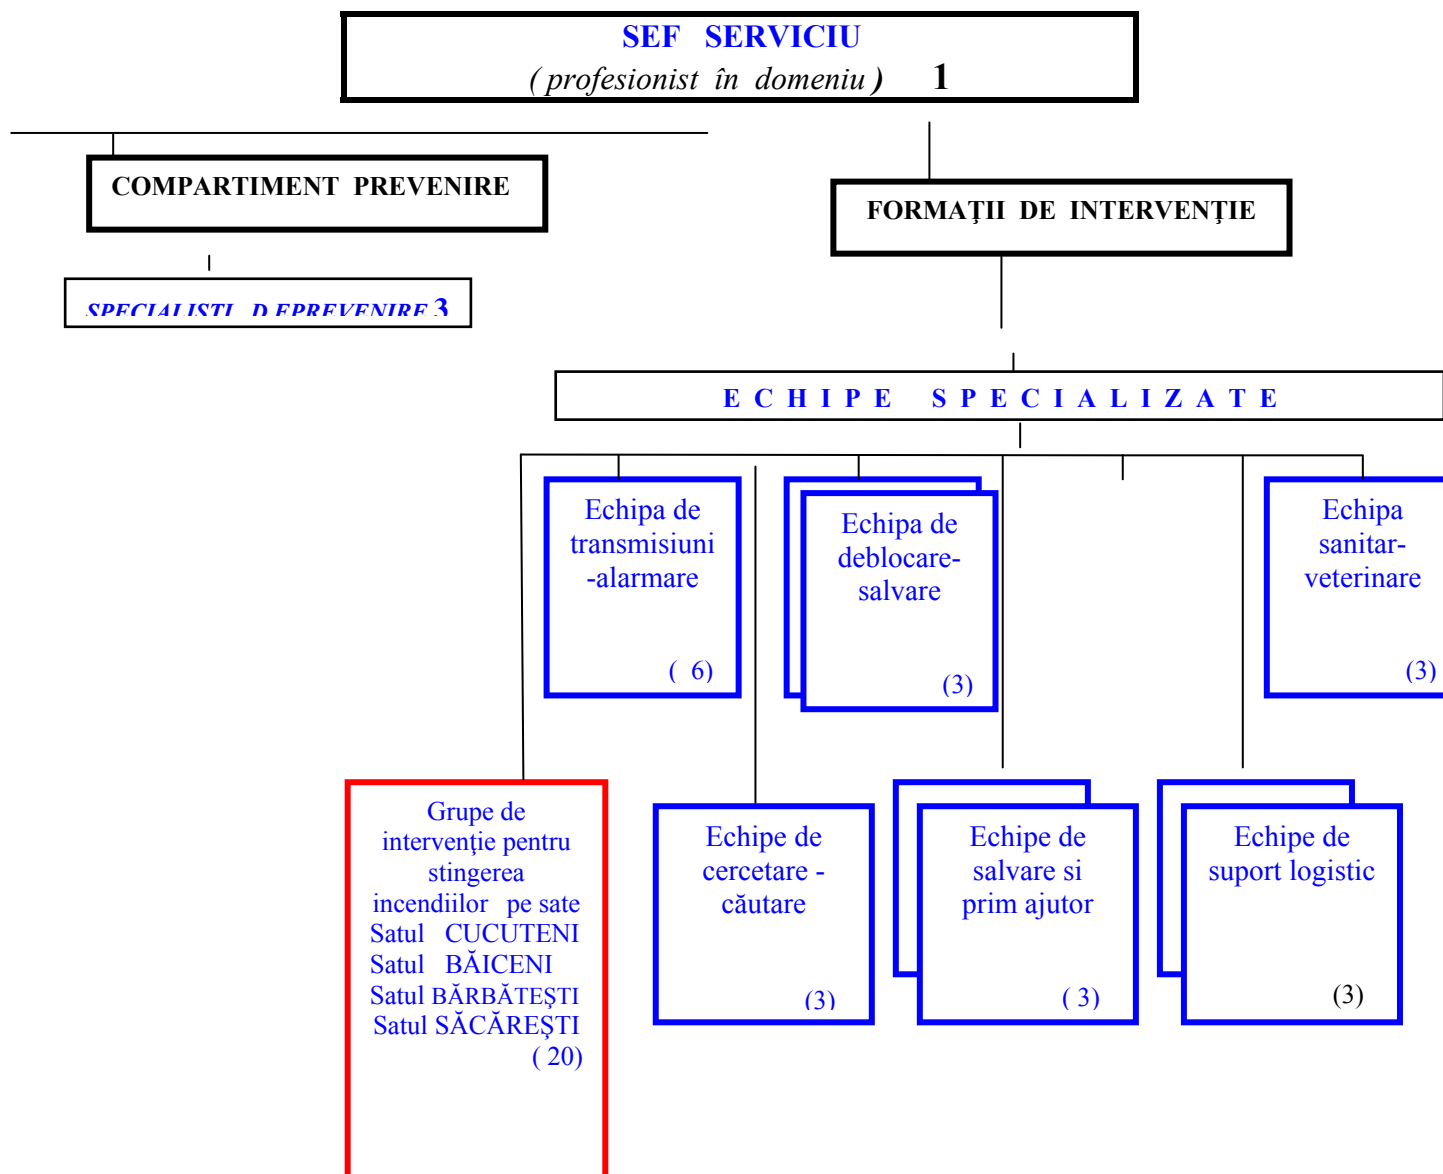 SEF SERVICIU
( profesionist în domeniu ) 1
COMPARTIMENT PREVENIRE
FORMAŢII DE INTERVENŢIE
SPECIALISTI D EPREVENIRE 3
E C H I P E S P E C I A L I Z A T E
Echipa de
transmisiuni
-alarmare
( 6)
Echipa de
deblocare-
salvare
(3)
Echipa
sanitar-
veterinare
(3)
Grupe de
intervenţie pentru
stingerea
incendiilor pe sate
Satul CUCUTENI
Satul BĂICENI
Satul BĂRBĂTEŞTI
Satul SĂCĂREŞTI
( 20)
Echipe de
cercetare -
căutare
(3)
Echipe de
salvare si
prim ajutor
( 3)
Echipe de
suport logistic
(3)